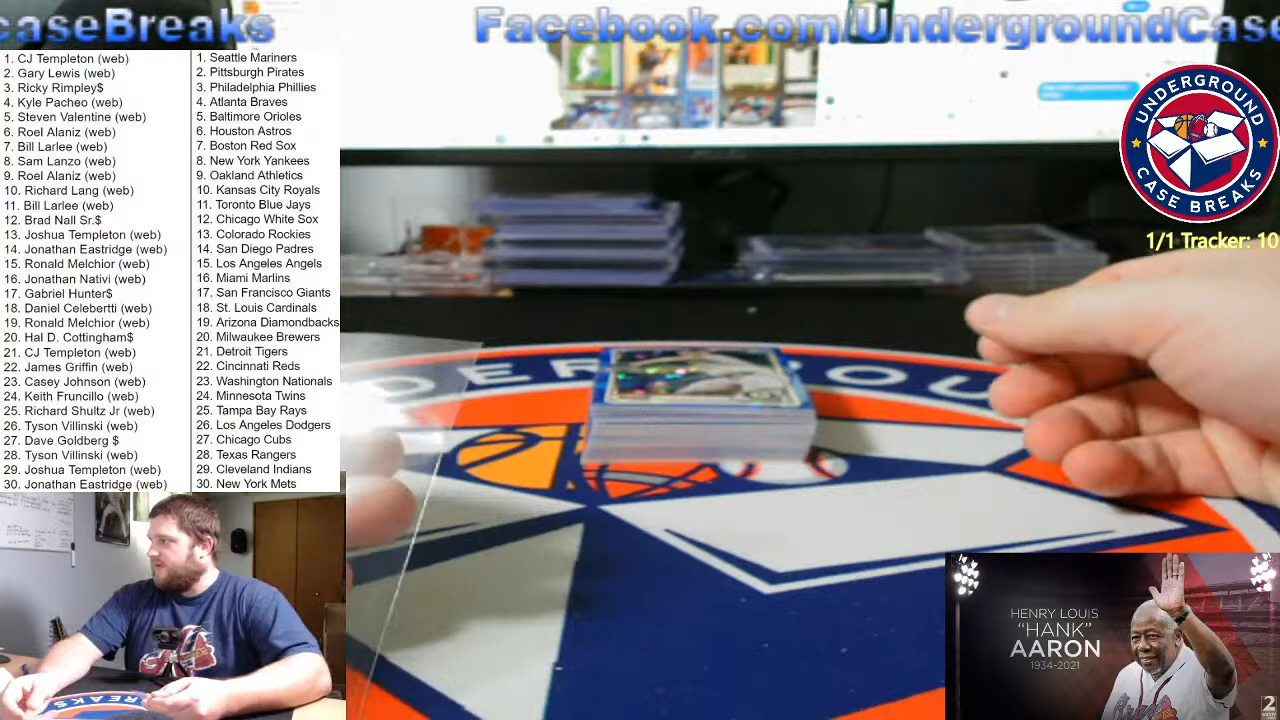 caseBreaks
Facebook.com/UndergroundCase
1. CJ Templeton (web)
2. Gary Lewis (web)
3. Ricky Rimpley$
4. Kyle Pacheo (web)
5. Steven Valentine (web)
6. Roel Alaniz (web)
7. Bill Larlee (web)
8. Sam Lanzo (web)
9. Roel Alaniz (web)
10. Richard Lang (web)
11. Bill Larlee (web)
12. Brad Nall Sr.$
13. Joshua Templeton (web)
14. Jonathan Eastridge (web)
15. Ronald Melchior (web)
16. Jonathan Nativi (web)
17. Gabriel Hunter$
18. Daniel Celebertti (web)
19. Ronald Melchior (web)
20. Hal D. Cottingham$
21. CJ Templeton (web)
22. James Griffin (web)
23. Casey Johnson (web)
24. Keith Fruncillo (web)
25. Richard Shultz Jr (web)
26. Tyson Villinski (web)
27. Dave Goldberg $
28. Tyson Villinski (web)
29. Joshua Templeton (web)
30. Jonathan Eastridge (web)
1. Seattle Mariners
2. Pittsburgh Pirates
3. Philadelphia Phillies
4. Atlanta Braves
5. Baltimore Orioles
6. Houston Astros
7. Boston Red Sox
8. New York Yankees
9. Oakland Athletics
10. Kansas City Royals
11. Toronto Blue Jays
12. Chicago White Sox
13. Colorado Rockies
14. San Diego Padres
15. Los Angeles Angels
16. Miami Marlins
17. San Francisco Giants
18. St. Louis Cardinals
19. Arizona Diamondbacks
20. Milwaukee Brewers
21. Detroit Tigers
22. Cincinnati Reds
23. Washington Nationals
24. Minnesota Twins
25. Tampa Bay Rays
26. Los Angeles Dodgers
27. Chicago Cubs
28. Texas Rangers
29. Cleveland Indians
30. New York Mets
UNDERGROUND
CASE BREAKS
1/1 Tracker: 10
DER
OU
REAKS
HENRY LOUIS
"HANK"
AARON
1934-2021
2